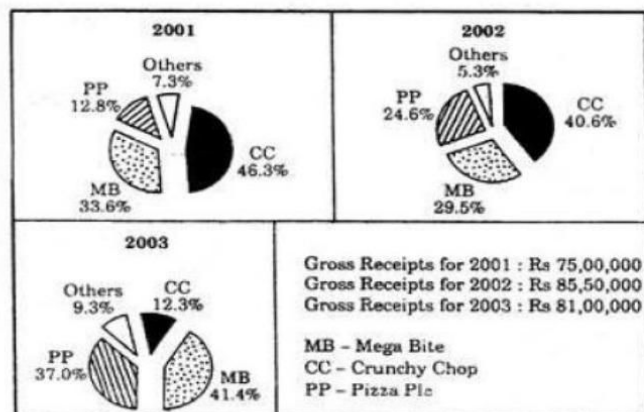 2001
Others
7.3%
PP
12.8%
CC
46.3%
MB
33.6%
2002
Others
5.3%
PP
24.6%
CC
40.6%
MB
29.5%
2003
Others
9.3%
CC
12.3%
PP
37.0%
MB
41.4%
Gross Receipts for 2001 : Rs 75,00,000
Gross Receipts for 2002 : Rs 85,50,000
Gross Receipts for 2003 : Rs 81,00,000
MB – Mega Bite
CC – Crunchy Chop
PP – Pizza Ple